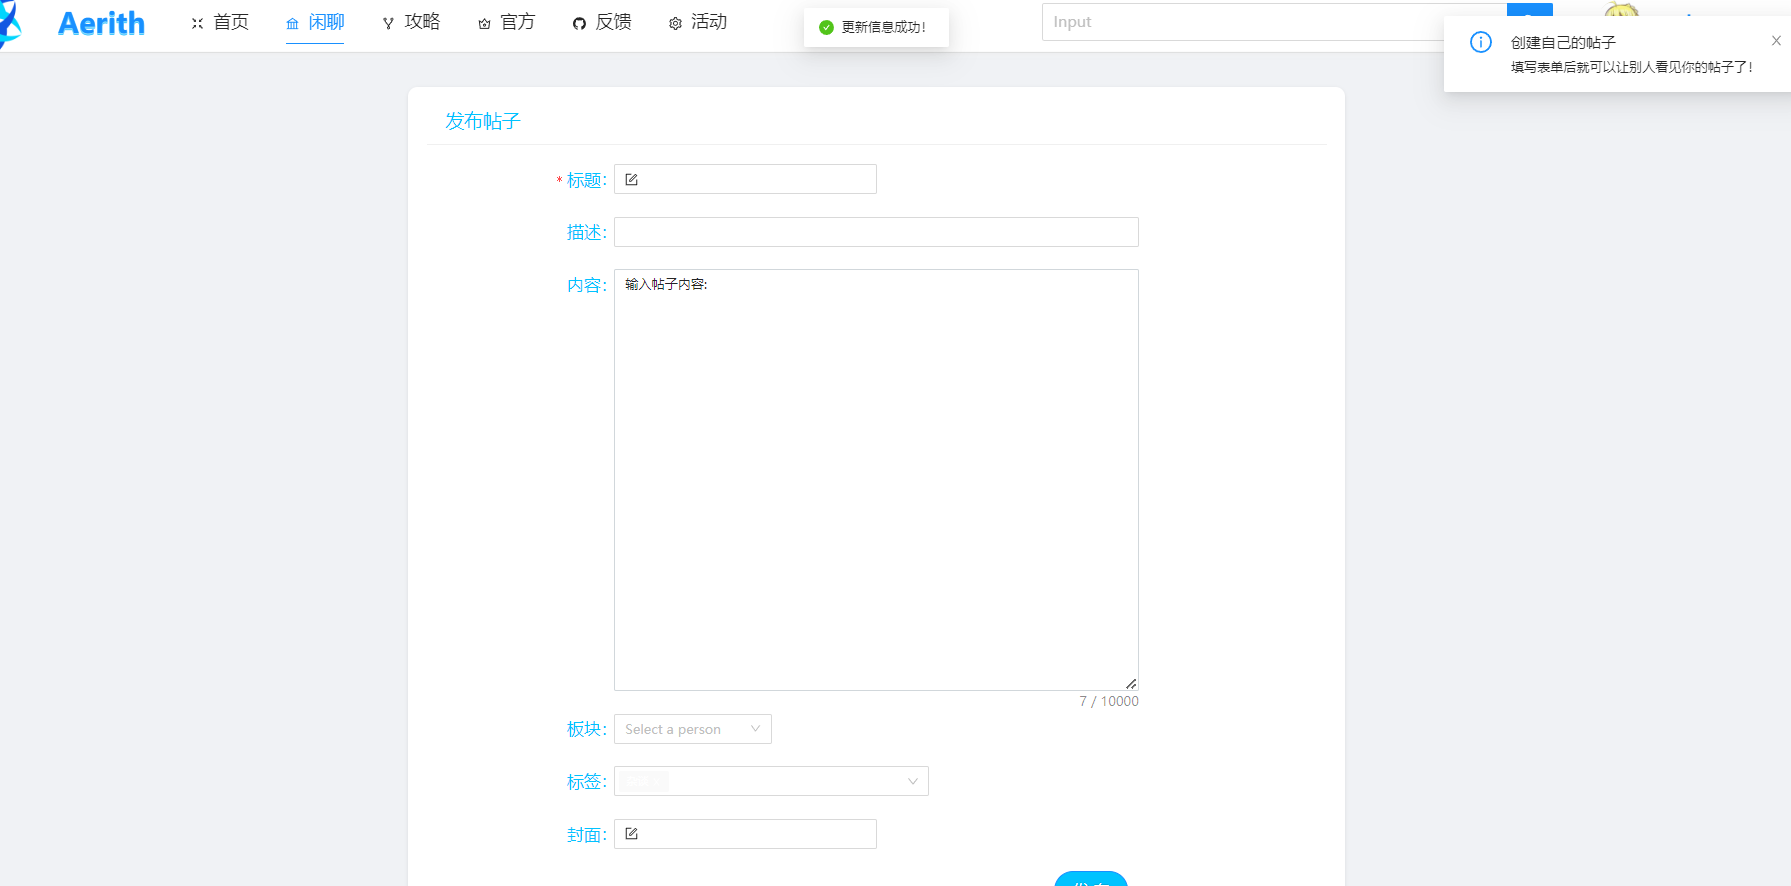 Aerith
首页
闲聊
攻略
官方
反馈
活动
更新信息成功!
Input
创建自己的帖子
填写表单后就可以让别人看见你的帖子了!
发布帖子
* 标题:
描述:
内容:
输入帖子内容:
7 / 10000
板块:
Select a person
标签:
封面:
发布